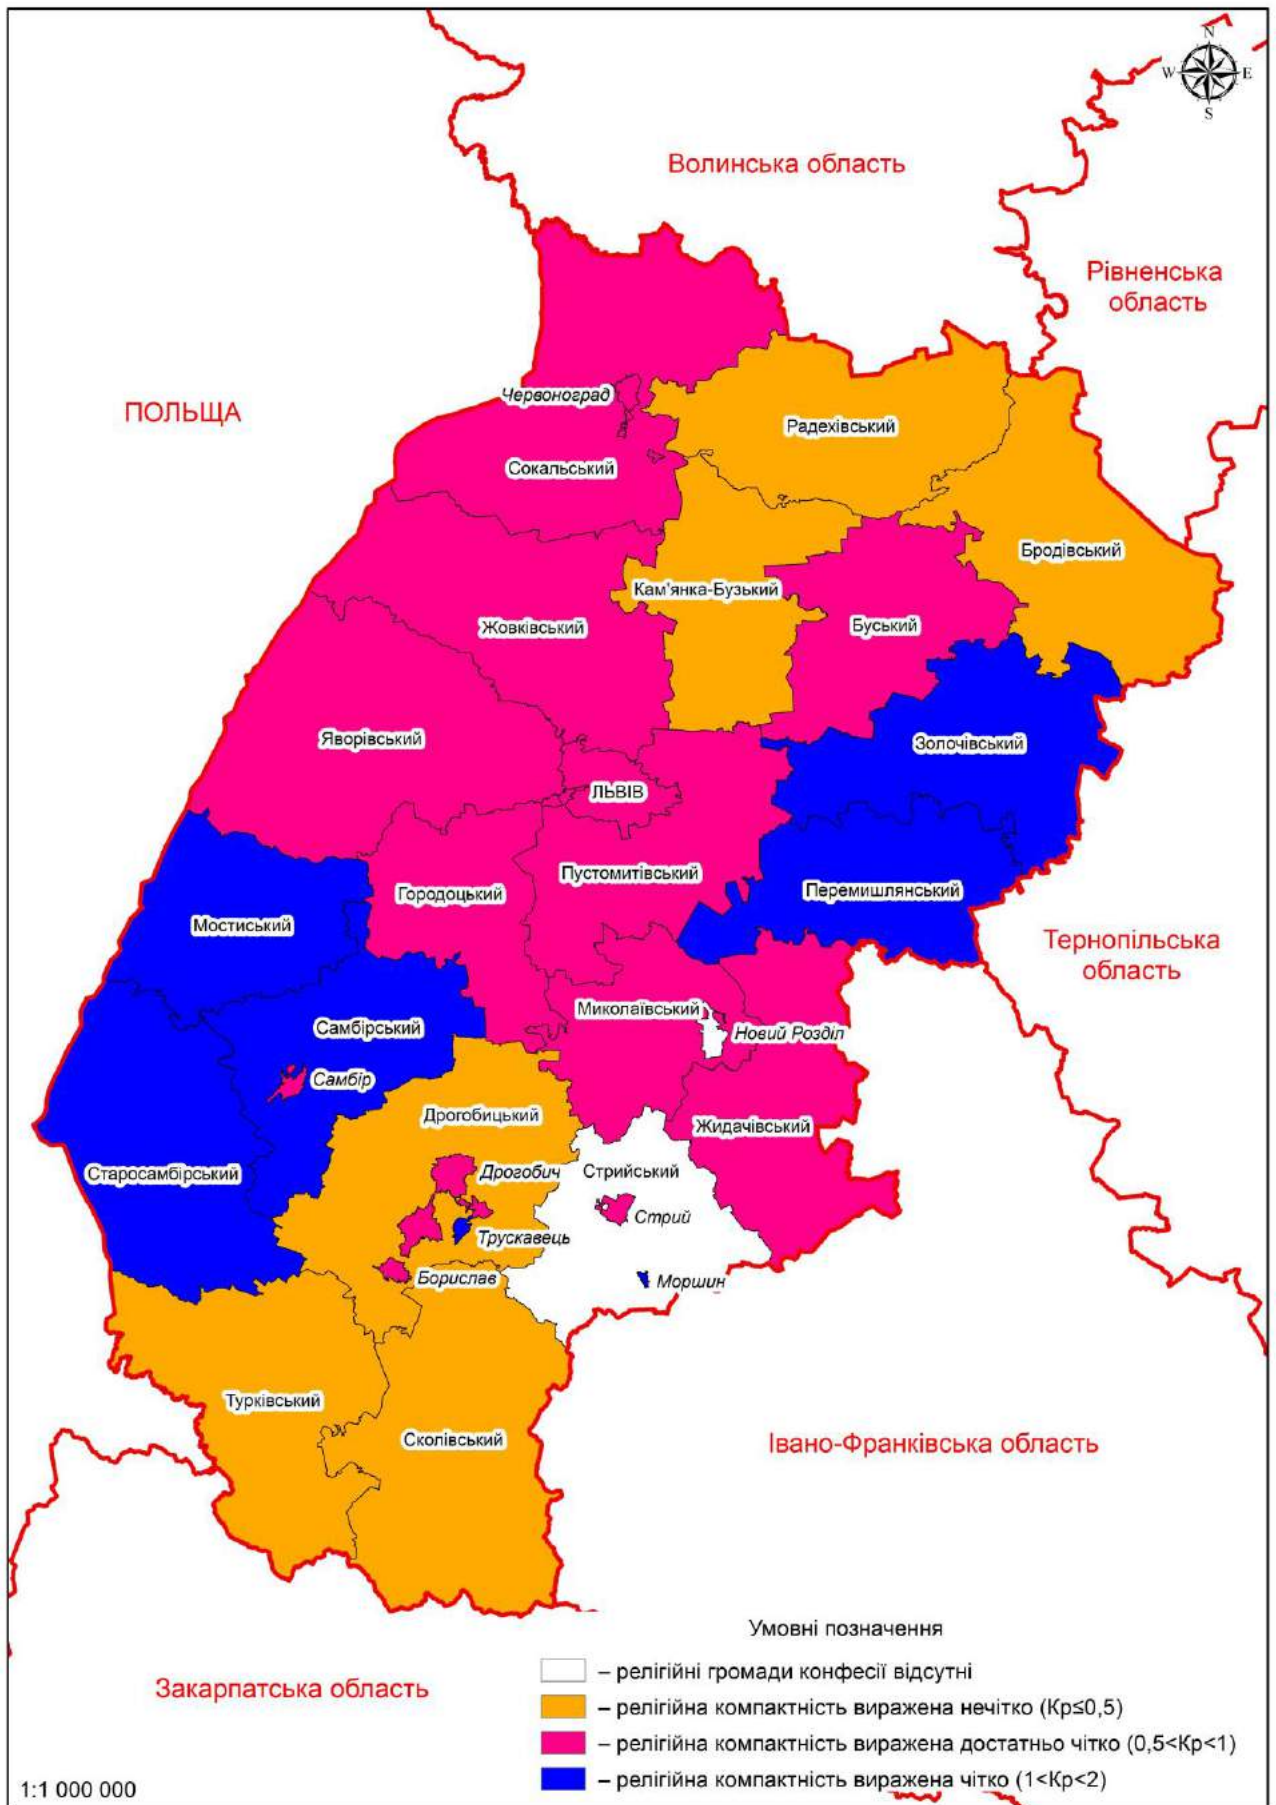 N
W E
S
Волинська область
Рівненська
область
ПОЛЬЩА
Червоноград
Радехівський
Сокальський
Бродівський
Кам'янка-Бузький
Жовківський
Буський
Яворівський
Золочівський
ЛЬВІВ
Пустомитівський
Городоцький
Перемишлянський
Мостиський
Тернопільська
область
Миколаївський
Самбірський
Новий Розділ
Самбір
Дрогобицький
Жидачівський
Старосамбірський
Дрогобич
Стрийський
Стрий
Трускавець
Борислав
Моршин
Турківський
Сколівський
Івано-Франківська область
Закарпатська область
Умовні позначення
– релігійні громади конфесії відсутні
– релігійна компактність виражена нечітко (Кр≤0,5)
– релігійна компактність виражена достатньо чітко (0,5<Кр<1)
– релігійна компактність виражена чітко (1<Кр<2)
1:1 000 000